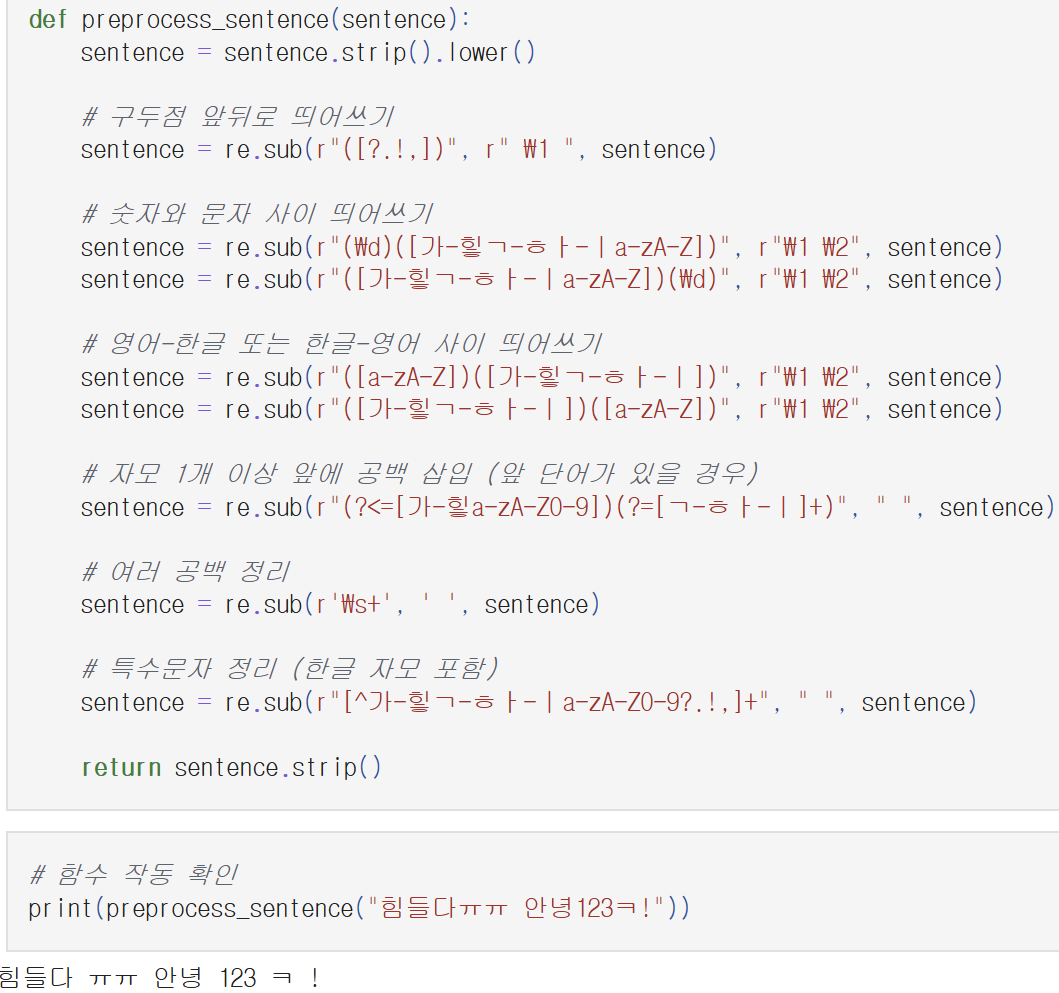 def preprocess_sentence(sentence):
    sentence = sentence.strip().lower()
    # 구두점 앞뒤로 띄어쓰기
    sentence = re.sub(r"([?.!,])", r" ₩1 ", sentence)
    # 숫자와 문자 사이 띄어쓰기
    sentence = re.sub(r"(₩d)([가-힣ㄱ-ㅎㅏ-ㅣa-zA-Z])", r"₩1 ₩2", sentence)
    sentence = re.sub(r"([가-힣ㄱ-ㅎㅏ-ㅣa-zA-Z])(₩d)", r"₩1 ₩2", sentence)
    # 영어-한글 또는 한글-영어 사이 띄어쓰기
    sentence = re.sub(r"([a-zA-Z])([가-힣ㄱ-ㅎㅏ-ㅣ])", r"₩1 ₩2", sentence)
    sentence = re.sub(r"([가-힣ㄱ-ㅎㅏ-ㅣ])([a-zA-Z])", r"₩1 ₩2", sentence)
    # 자모 1개 이상 앞에 공백 삽입 (앞 단어가 있을 경우)
    sentence = re.sub(r"(?<=[가-힣a-zA-Z0-9])(?=[ㄱ-ㅎㅏ-ㅣ]+)", " ", sentence)
    # 여러 공백 정리
    sentence = re.sub(r'₩s+', ' ', sentence)
    # 특수문자 정리 (한글 자모 포함)
    sentence = re.sub(r"[^가-힣ㄱ-ㅎㅏ-ㅣa-zA-Z0-9?.!,]+", " ", sentence)
    return sentence.strip()
# 함수 작동 확인
print(preprocess_sentence("힘들다ㅠㅠ 안녕123ㅋ!"))
힘들다 ㅠㅠ 안녕 123 ㅋ !